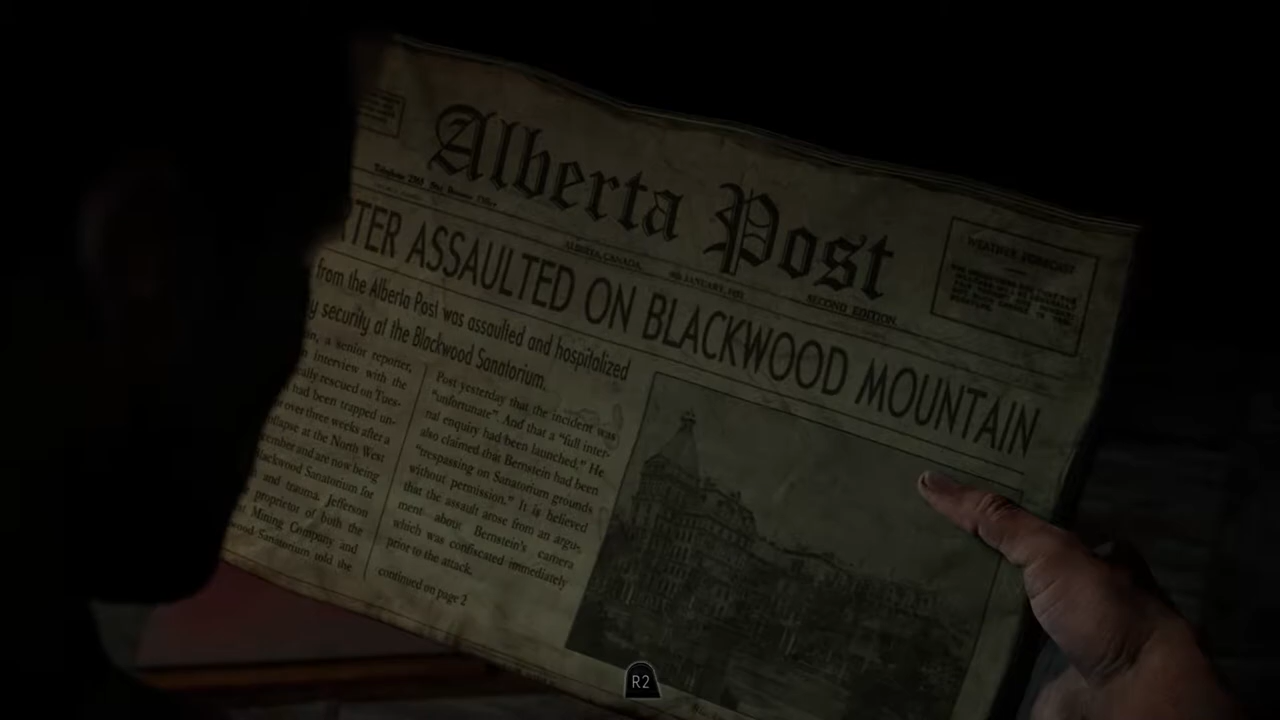 Alberta Post
ALBERTA, CANADA,
SECOND EDITION
WEATHER FORECAST
RTER ASSAULTED ON BLACKWOOD MOUNTAIN
from the Alberta Post was assaulted and hospitalized
y security at the Blackwood Sanatorium.
a senior reporter,
interview with the
cally rescued on Tues-
had been trapped un-
over three weeks after a
collapse at the North West
cember and are now being
Blackwood Sanatorium for
and trauma. Jefferson
proprietor of both the
st Mining Company and
wood Sanatorium told the
Post yesterday that the incident was
"unfortunate". And that a "full inter-
nal enquiry had been launched." He
also claimed that Bernstein had been
"trespassing on Sanatorium grounds
without permission." It is believed
that the assault arose from an argu-
ment about Bernstein's camera
which was confiscated immediately
prior to the attack.
continued on page 2
R2